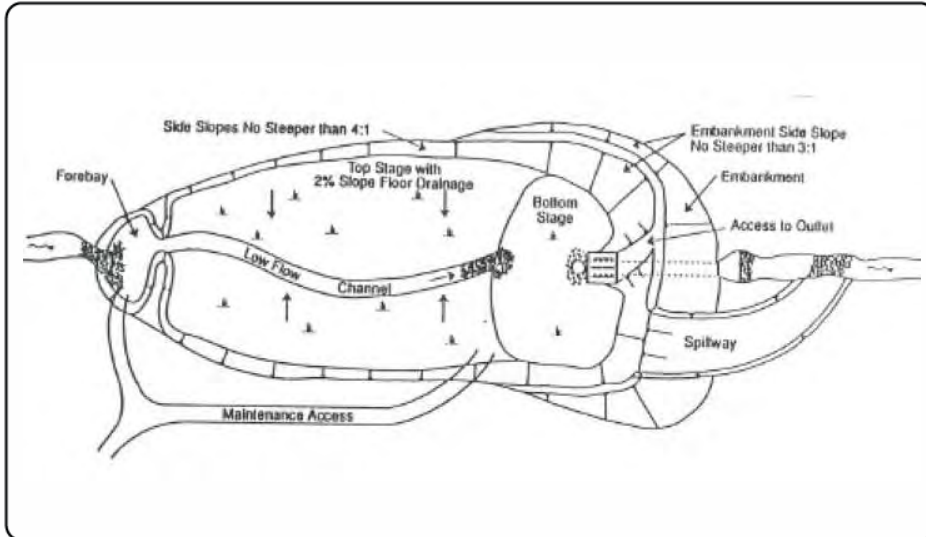 Side Slopes No Steeper than 4:1
Embankment Side Slope
No Steeper than 3:1
Forebay
Top Stage with
2% Slope Floor Drainage
Embankment
Bottom
Stage
Access to Outlet
Low Flow
Channel
Spillway
Maintenance Access